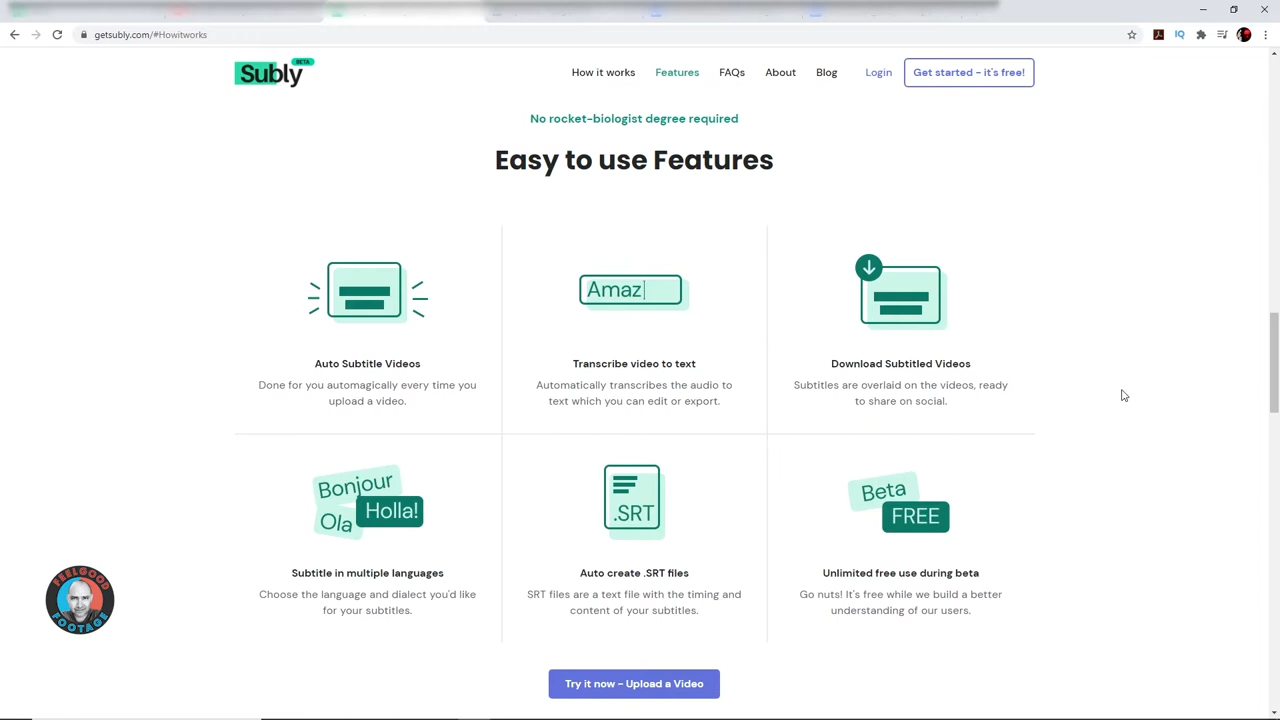 getsubly.com/#Howitworks
IQ
Subly BETA
How it works Features FAQs About Blog Login Get started - it's free!
No rocket-biologist degree required
Easy to use Features
Amaz
Auto Subtitle Videos
Done for you automagically every time you
upload a video.
Transcribe video to text
Automatically transcribes the audio to
text which you can edit or export.
Download Subtitled Videos
Subtitles are overlaid on the videos, ready
to share on social.
Bonjour
Holla!
Ola
.SRT
Beta
FREE
Subtitle in multiple languages
Choose the language and dialect you'd like
for your subtitles.
Auto create .SRT files
SRT files are a text file with the timing and
content of your subtitles.
Unlimited free use during beta
Go nuts! It's free while we build a better
understanding of our users.
FEELGOOD
FOOTAGE
Try it now - Upload a Video